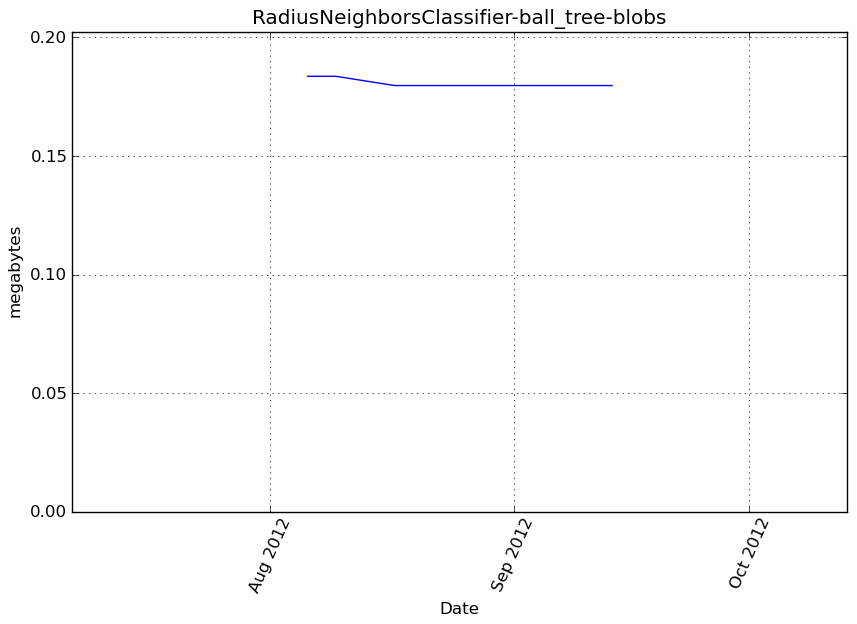 RadiusNeighborsClassifier-ball_tree-blobs
0.20
0.15
0.10
0.05
0.00
megabytes
Aug 2012
Sep 2012
Oct 2012
Date